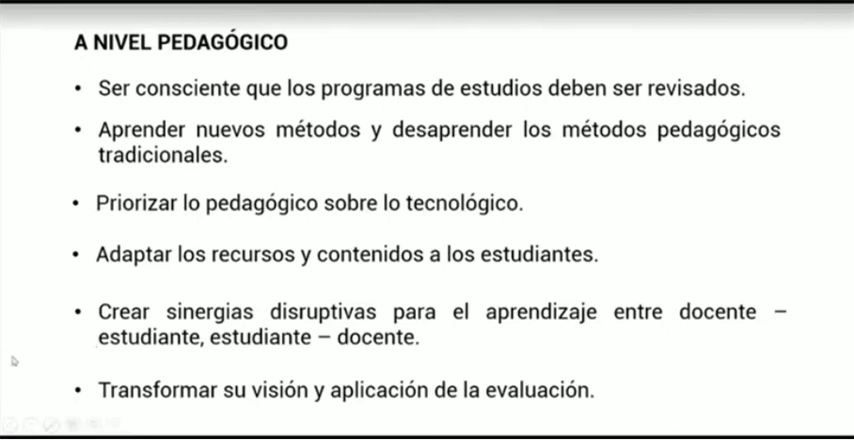 A NIVEL PEDAGÓGICO
• Ser consciente que los programas de estudios deben ser revisados.
• Aprender nuevos métodos y desaprender los métodos pedagógicos
tradicionales.
• Priorizar lo pedagógico sobre lo tecnológico.
• Adaptar los recursos y contenidos a los estudiantes.
• Crear sinergias disruptivas para el aprendizaje entre docente –
estudiante, estudiante – docente.
• Transformar su visión y aplicación de la evaluación.